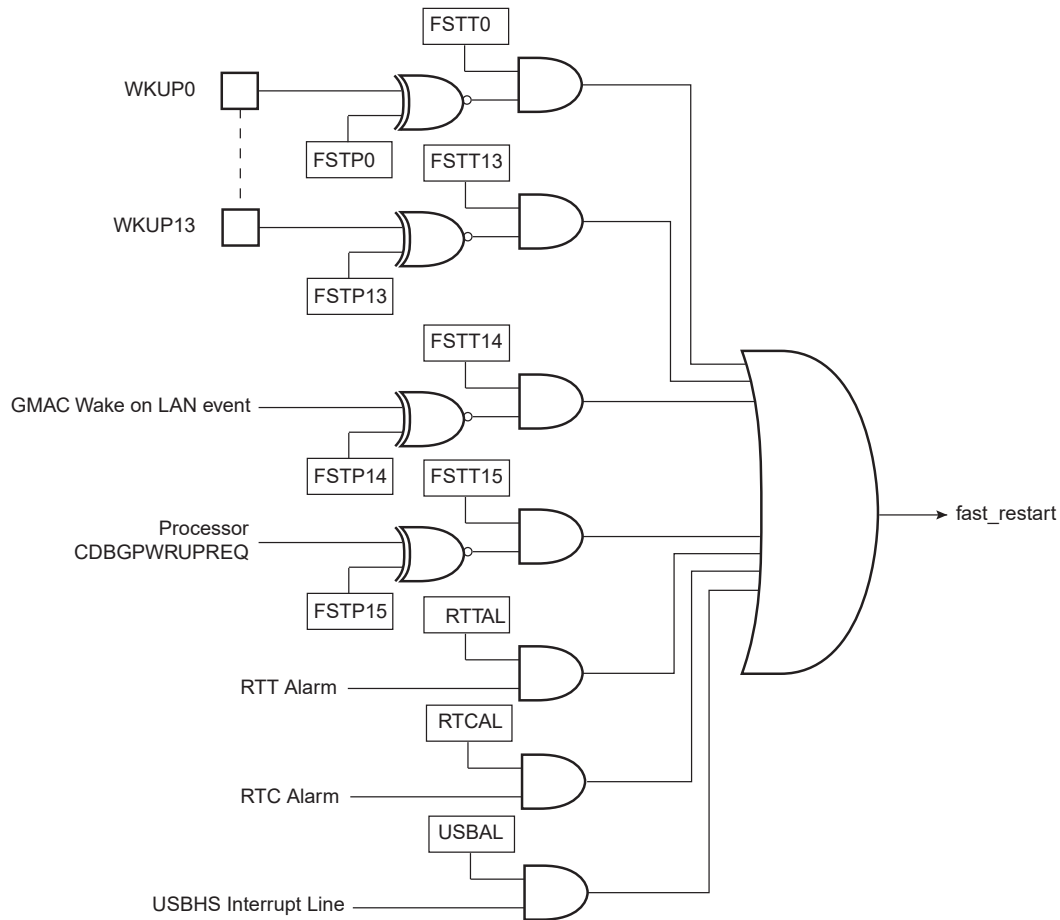 FSTT0
WKUP0
FSTP0
FSTT13
WKUP13
FSTP13
FSTT14
GMAC Wake on LAN event
FSTP14
FSTT15
Processor
CDBGPWRUPREQ
fast_restart
FSTP15
RTTAL
RTT Alarm
RTCAL
RTC Alarm
USBAL
USBHS Interrupt Line